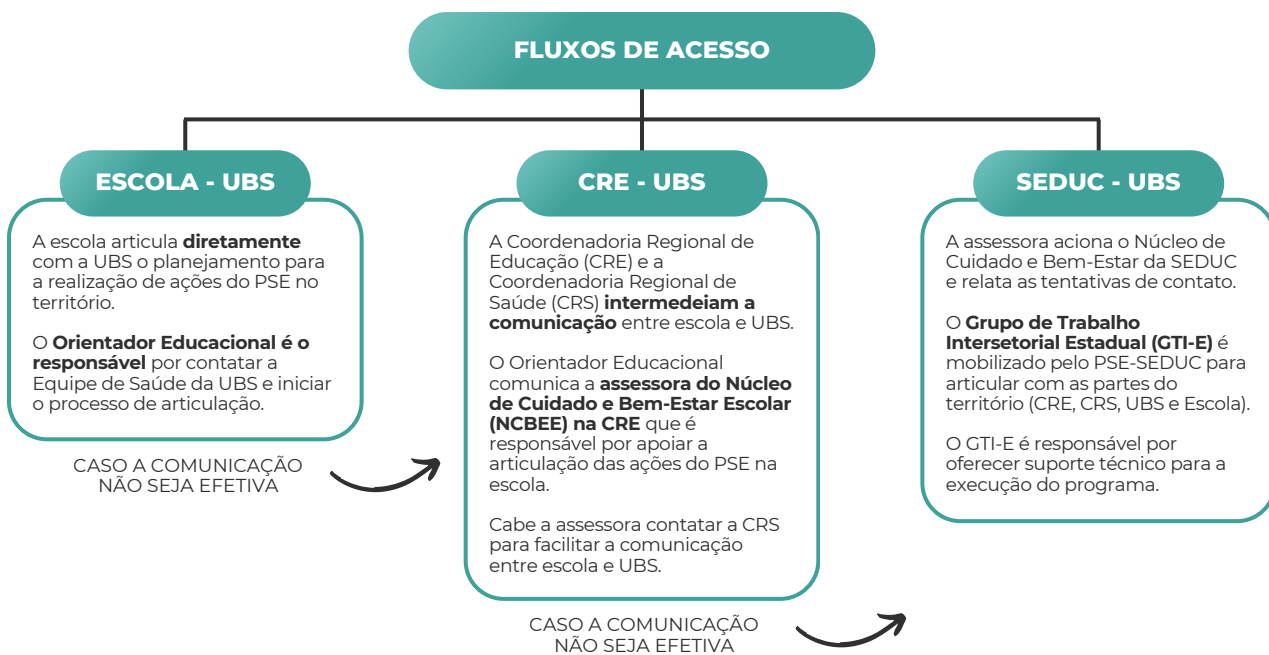 FLUXOS DE ACESSO
ESCOLA - UBS
A escola articula diretamente
com a UBS o planejamento para
a realização de ações do PSE no
território.
O Orientador Educacional é o
responsável por contatar a
Equipe de Saúde da UBS e iniciar
o processo de articulação.
CASO A COMUNICAÇÃO
NÃO SEJA EFETIVA
CRE - UBS
A Coordenadoria Regional de
Educação (CRE) e a
Coordenadoria Regional de
Saúde (CRS) intermedeiam a
comunicação entre escola e UBS.
O Orientador Educacional
comunica a assessora do Núcleo
de Cuidado e Bem-Estar Escolar
(NCBEE) na CRE que é
responsável por apoiar a
articulação das ações do PSE na
escola.
Cabe a assessora contatar a CRS
para facilitar a comunicação
entre escola e UBS.
CASO A COMUNICAÇÃO
NÃO SEJA EFETIVA
SEDUC - UBS
A assessora aciona o Núcleo de
Cuidado e Bem-Estar da SEDUC
e relata as tentativas de contato.
O Grupo de Trabalho
Intersetorial Estadual (GTI-E) é
mobilizado pelo PSE-SEDUC para
articular com as partes do
território (CRE, CRS, UBS e Escola).
O GTI-E é responsável por
oferecer suporte técnico para a
execução do programa.